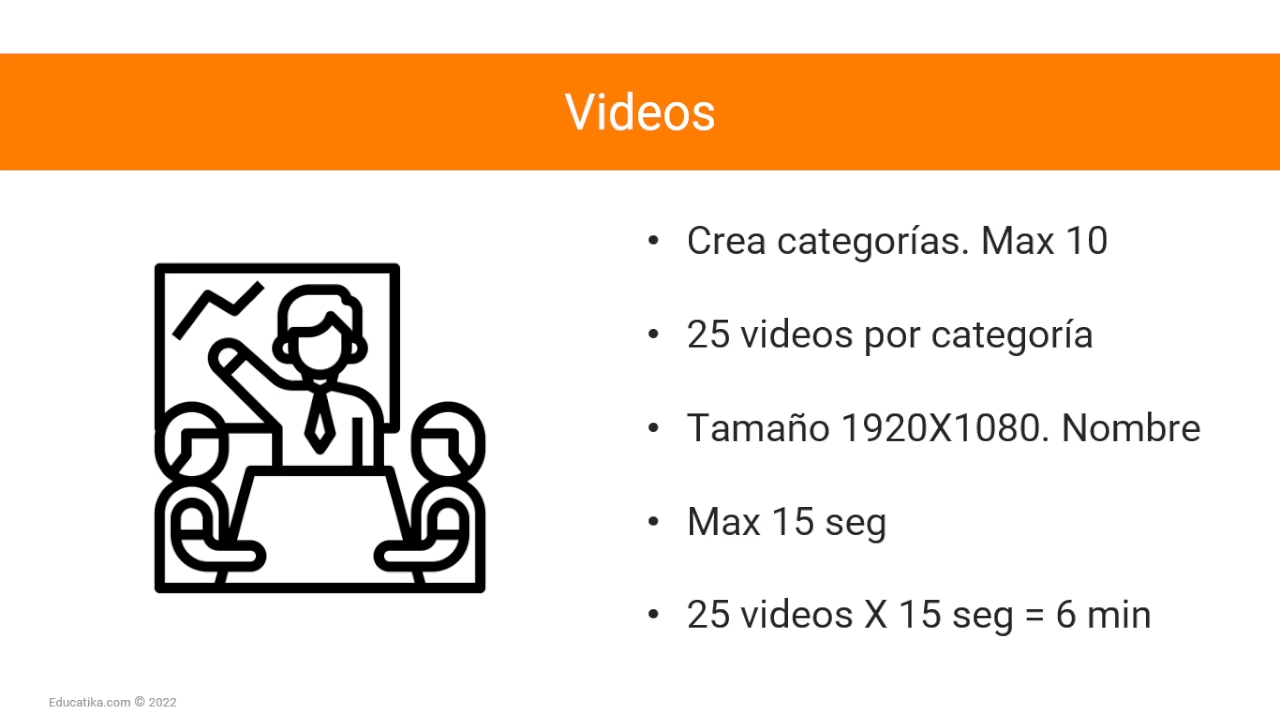 Videos
• Crea categorías. Max 10
• 25 videos por categoría
• Tamaño 1920X1080. Nombre
• Max 15 seg
• 25 videos X 15 seg = 6 min
Educatika.com © 2022